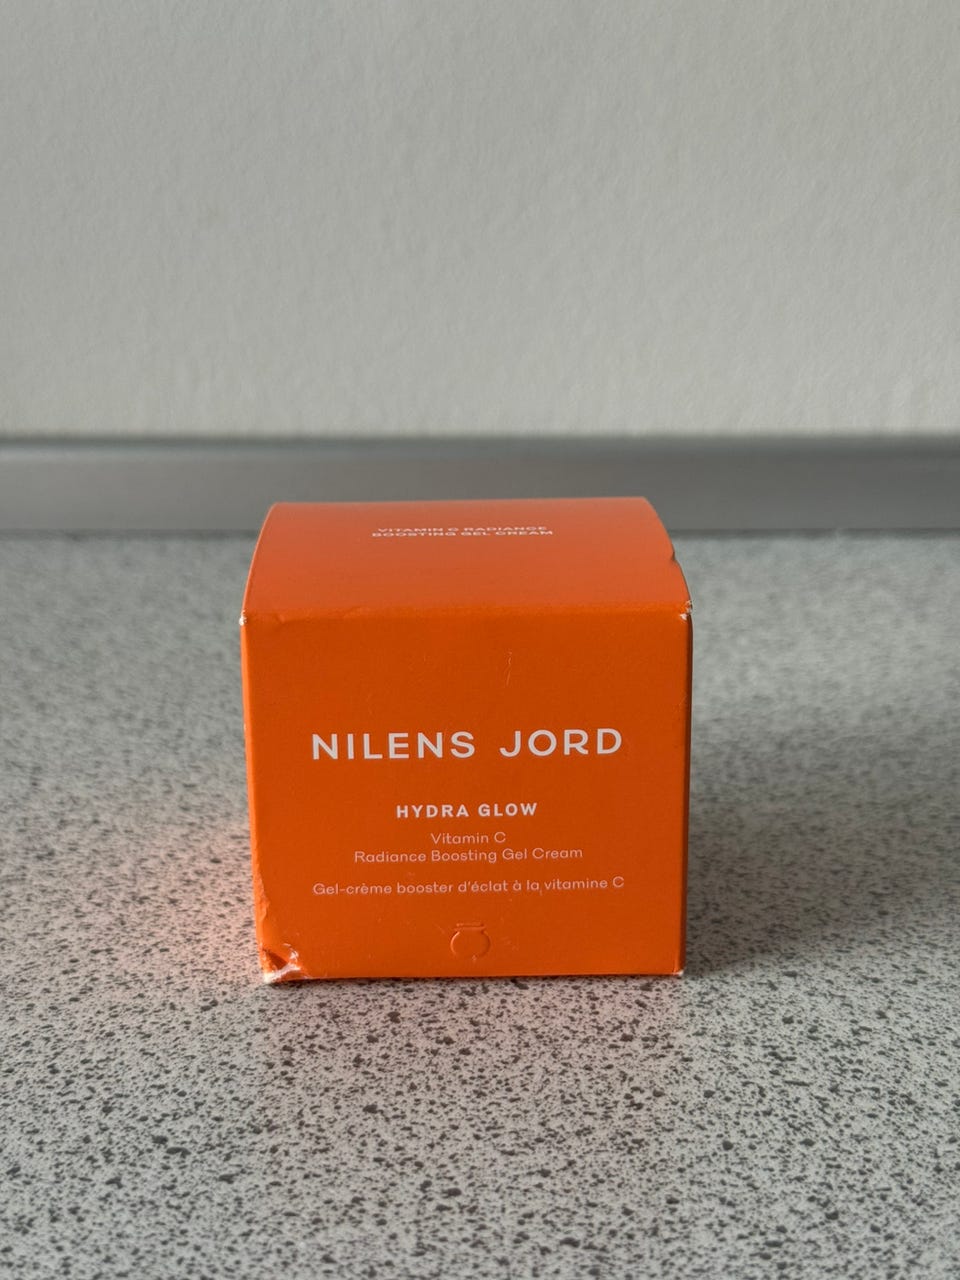 VITAMIN C RADIANCE
BOOSTING GEL CREAM
NILENS JORD
HYDRA GLOW
Vitamin C
Radiance Boosting Gel Cream
Gel-crème booster d'éclat à la vitamine C